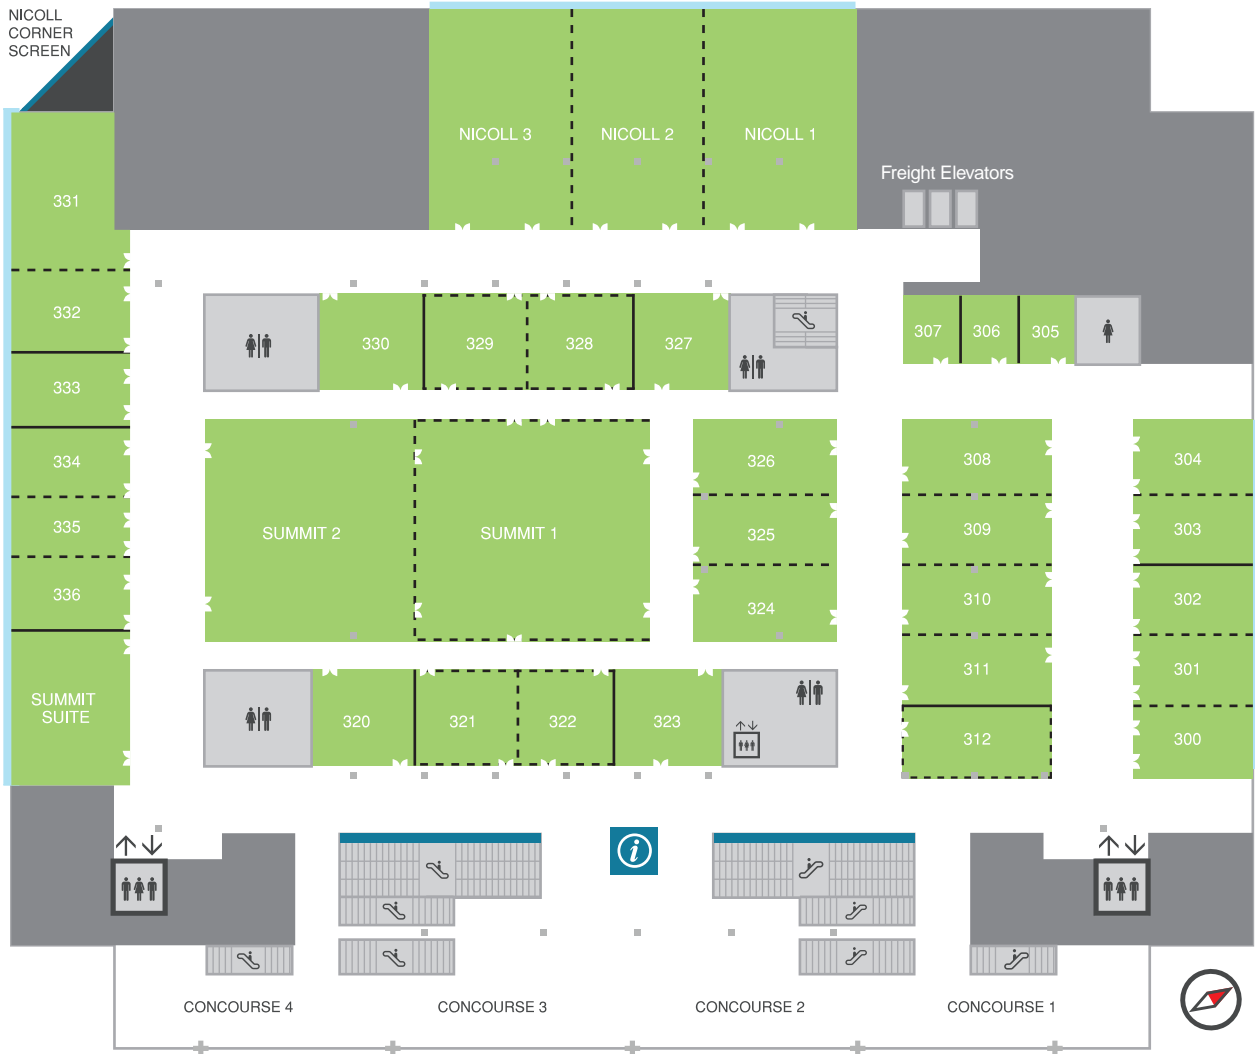 NICOLL
CORNER
SCREEN
NICOLL 3
NICOLL 2
NICOLL 1
Freight Elevators
331
332
333
334
335
336
SUMMIT
SUITE
330
329
328
327
307
306
305
SUMMIT 2
SUMMIT 1
326
325
324
308
309
310
311
312
304
303
302
301
300
320
321
322
323
i
CONCOURSE 4
CONCOURSE 3
CONCOURSE 2
CONCOURSE 1